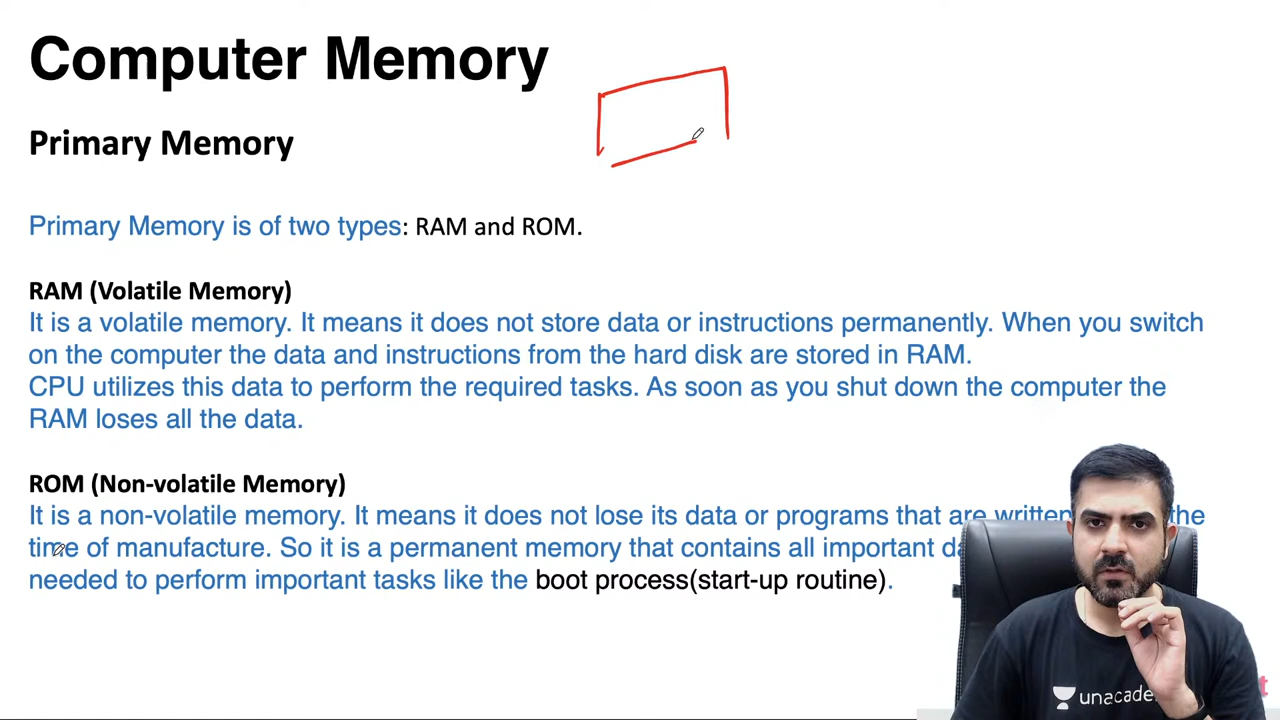 Computer Memory
Primary Memory
Primary Memory is of two types: RAM and ROM.
RAM (Volatile Memory)
It is a volatile memory. It means it does not store data or instructions permanently. When you switch
on the computer the data and instructions from the hard disk are stored in RAM.
CPU utilizes this data to perform the required tasks. As soon as you shut down the computer the
RAM loses all the data.
ROM (Non-volatile Memory)
It is a non-volatile memory. It means it does not lose its data or programs that are written the
time of manufacture. So it is a permanent memory that contains all important
needed to perform important tasks like the boot process(start-up routine).